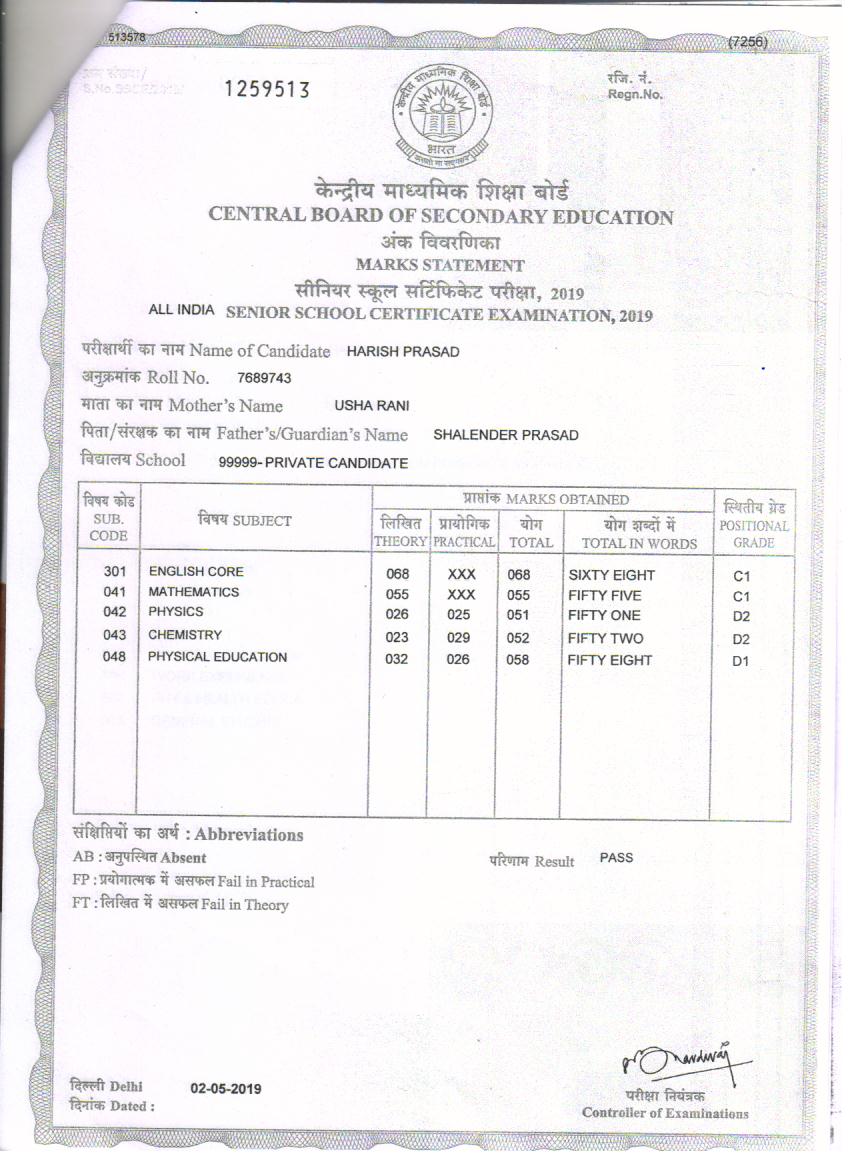 513578
(7256)
1259513
रजि. नं.
Regn.No.
केन्द्रीय माध्यमिक शिक्षा बोर्ड
भारत
केन्द्रीय माध्यमिक शिक्षा बोर्ड
CENTRAL BOARD OF SECONDARY EDUCATION
अंक विवरणिका
MARKS STATEMENT
सीनियर स्कूल सर्टिफिकेट परीक्षा, 2019
ALL INDIA SENIOR SCHOOL CERTIFICATE EXAMINATION, 2019
परीक्षार्थी का नाम Name of Candidate HARISH PRASAD
अनुक्रमांक Roll No. 7689743
माता का नाम Mother's Name USHA RANI
पिता/संरक्षक का नाम Father's/Guardian's Name SHALENDER PRASAD
विद्यालय School 99999- PRIVATE CANDIDATE
विषय कोड SUB. CODE
विषय SUBJECT
प्राप्तांक MARKS OBTAINED
लिखित THEORY
प्रायोगिक PRACTICAL
योग TOTAL
योग शब्दों में TOTAL IN WORDS
स्थितीय ग्रेड POSITIONAL GRADE
301 ENGLISH CORE 068 XXX 068 SIXTY EIGHT C1
041 MATHEMATICS 055 XXX 055 FIFTY FIVE C1
042 PHYSICS 026 025 051 FIFTY ONE D2
043 CHEMISTRY 023 029 052 FIFTY TWO D2
048 PHYSICAL EDUCATION 032 026 058 FIFTY EIGHT D1
संक्षिप्तियों का अर्थ : Abbreviations
AB : अनुपस्थित Absent
परिणाम Result PASS
FP : प्रयोगात्मक में असफल Fail in Practical
FT : लिखित में असफल Fail in Theory
दिल्ली Delhi 02-05-2019
दिनांक Dated :
परीक्षा नियंत्रक
Controller of Examinations